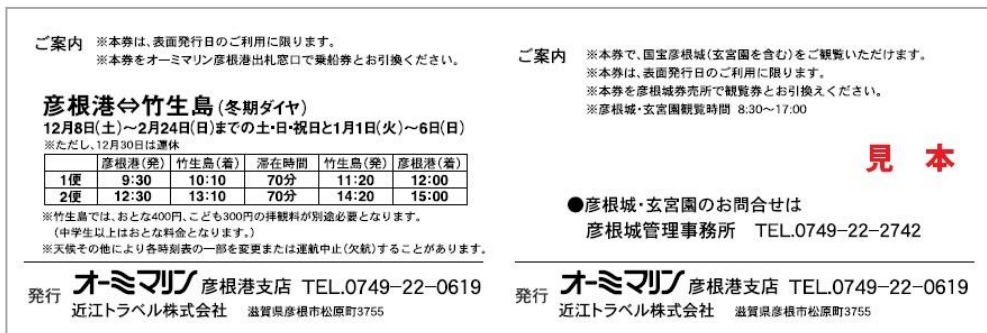 ご案内 ※本券は、表面発行日のご利用に限ります。
※本券をオーミマリン彦根港出札窓口で乗船券とお引換ください。
彦根港⇔竹生島(冬期ダイヤ)
12月8日(土)~2月24日(日)までの土・日・祝日と1月1日(火)~6日(日)
※ただし、12月30日は運休
彦根港(発) 竹生島(着) 滞在時間 竹生島(発) 彦根港(着)
1便 9:30 10:10 70分 11:20 12:00
2便 12:30 13:10 70分 14:20 15:00
※竹生島では、おとな400円、こども300円の拝観料が別途必要となります。
(中学生以上はおとな料金となります。)
※天候その他により各時刻表の一部を変更または運航中止(欠航)することがあります。
発行 オーミマリン 彦根港支店 TEL.0749-22-0619
近江トラベル株式会社 滋賀県彦根市松原町3755
ご案内 ※本券で、国宝彦根城(玄宮園を含む)をご観覧いただけます。
※本券は、表面発行日のご利用に限ります。
※本券を彦根城券売所で観覧券とお引換えください。
※彦根城・玄宮園観覧時間 8:30~17:00
見本
●彦根城・玄宮園のお問合せは
彦根城管理事務所 TEL.0749-22-2742
発行 オーミマリン 彦根港支店 TEL.0749-22-0619
近江トラベル株式会社 滋賀県彦根市松原町3755